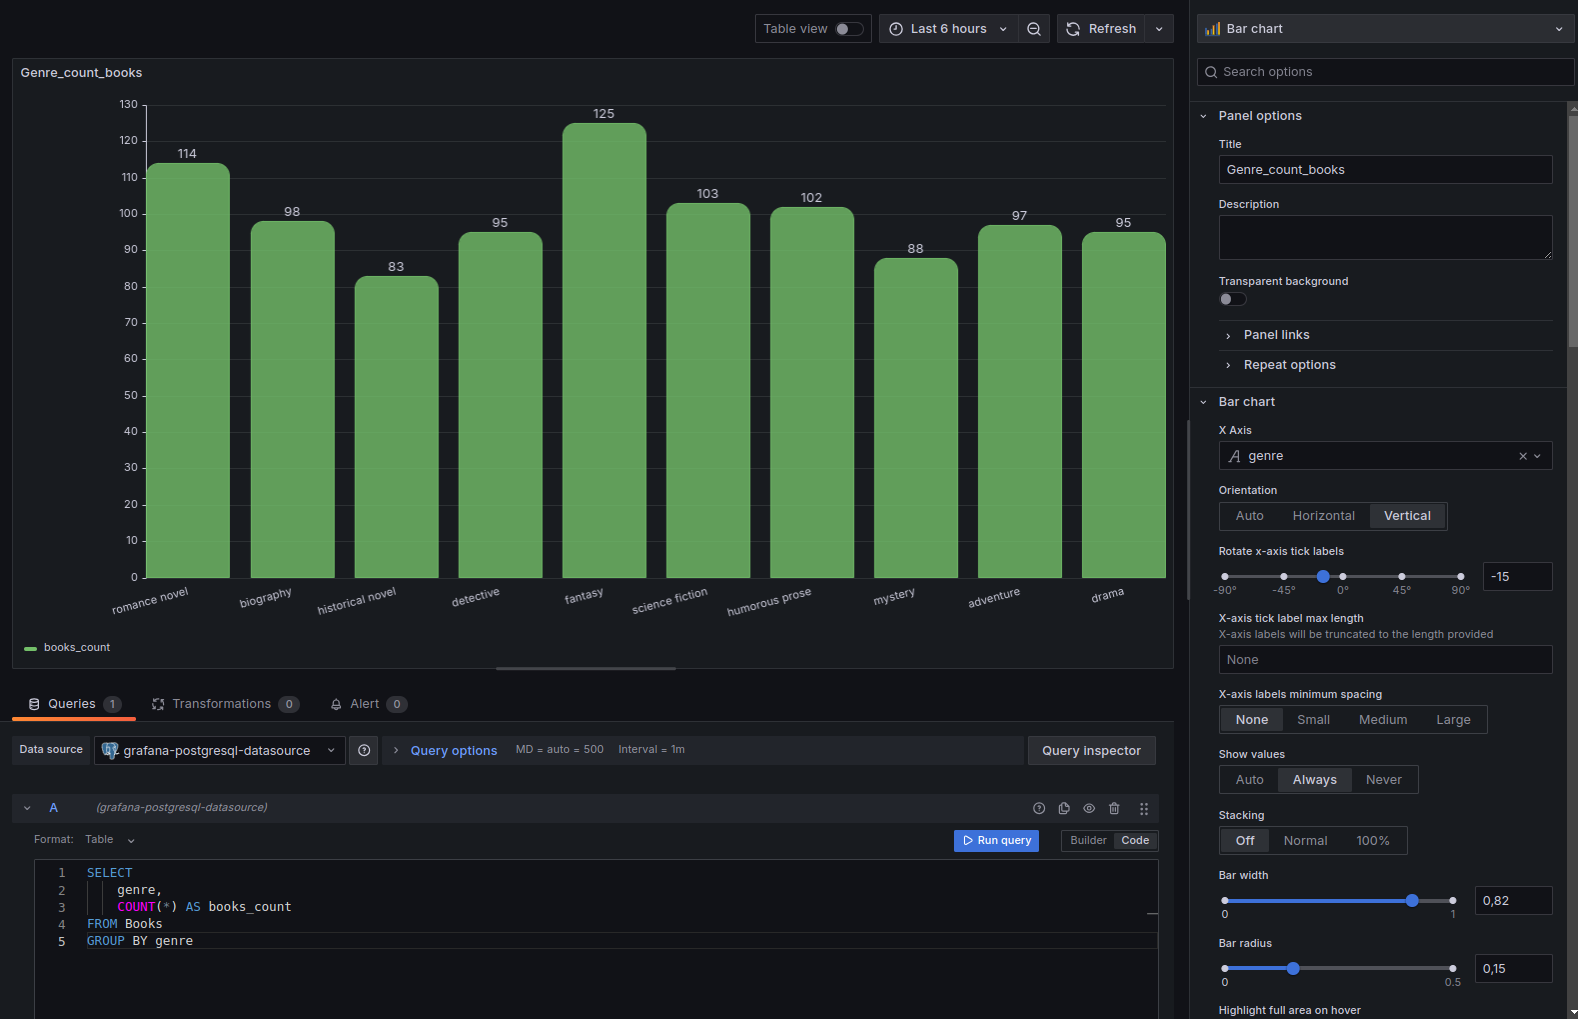 Table view
Last 6 hours
Refresh
Genre_count_books
130
120
110
100
90
80
70
60
50
40
30
20
10
0
114
98
83
95
125
103
102
88
97
95
romance novel
biography
historical novel
detective
fantasy
science fiction
humorous prose
mystery
adventure
drama
books_count
Queries 1
Transformations 0
Alert 0
Data source
grafana-postgresql-datasource
Query options MD = auto = 500 Interval = 1m
Query inspector
A (grafana-postgresql-datasource)
Format: Table
Run query
Builder Code
1 SELECT
2 genre,
3 COUNT(*) AS books_count
4 FROM Books
5 GROUP BY genre
Bar chart
Search options
Panel options
Title
Genre_count_books
Description
Transparent background
Panel links
Repeat options
Bar chart
X Axis
genre
Orientation
Auto Horizontal Vertical
Rotate x-axis tick labels
-15
-90° -45° 0° 45° 90°
X-axis tick label max length
X-axis labels will be truncated to the length provided
None
X-axis labels minimum spacing
None Small Medium Large
Show values
Auto Always Never
Stacking
Off Normal 100%
Bar width
0,82
0 1
Bar radius
0,15
0 0.5
Highlight full area on hover